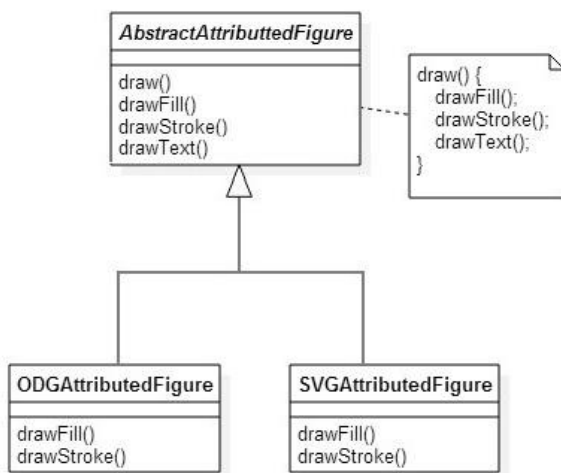 AbstractAttributtedFigure
draw()
drawFill()
drawStroke()
drawText()
draw() {
drawFill();
drawStroke();
drawText();
}
ODGAttributedFigure
drawFill()
drawStroke()
SVGAttributedFigure
drawFill()
drawStroke()